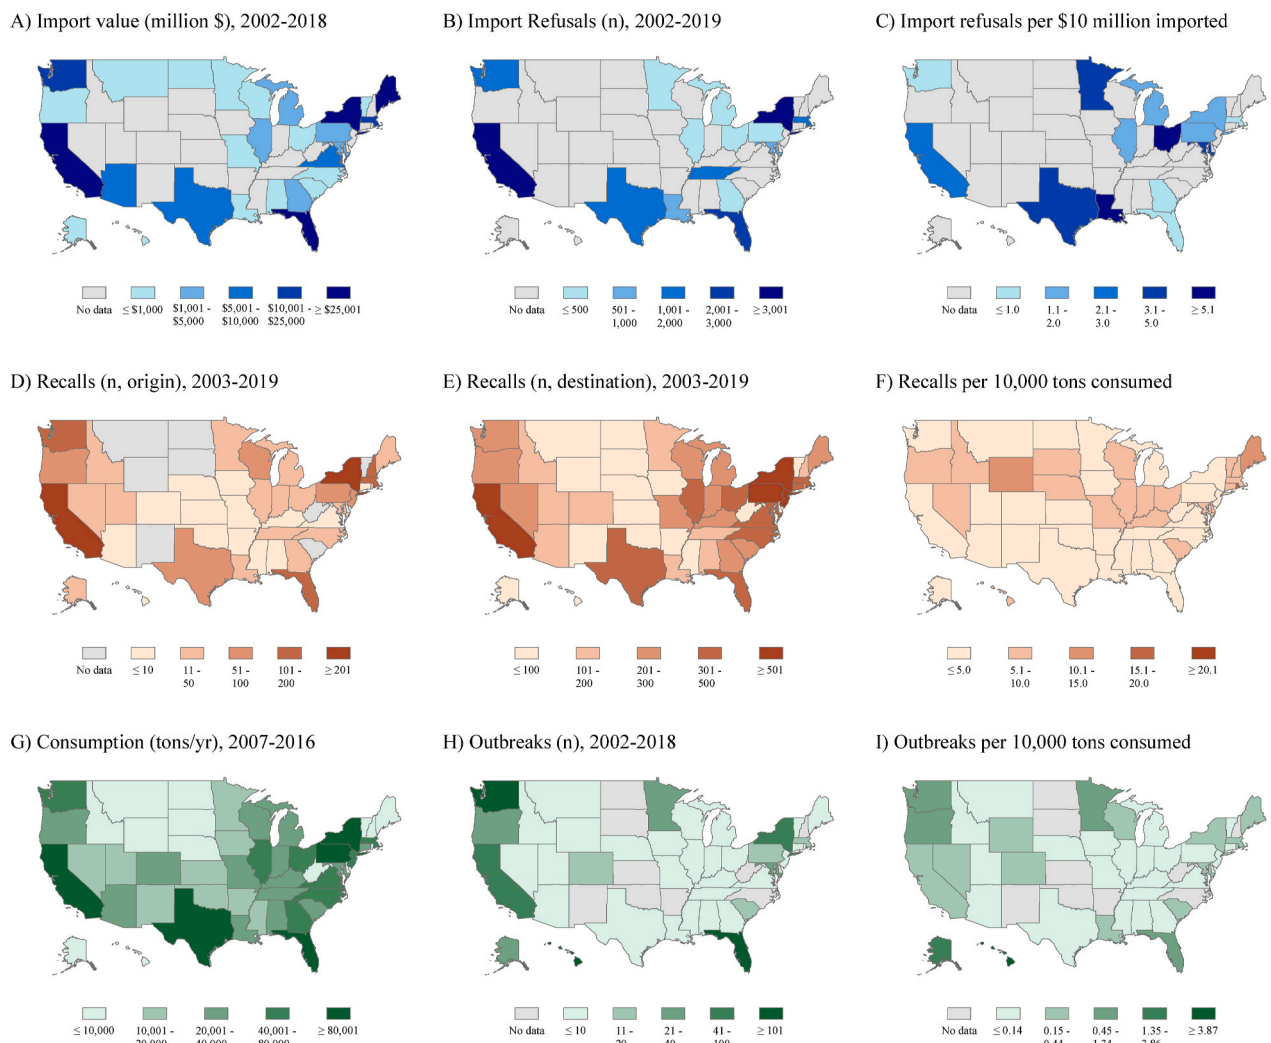 A) Import value (million $), 2002-2018
B) Import Refusals (n), 2002-2019
C) Import refusals per $10 million imported
No data
≤ $1,000
$1,001 - $5,000
$5,001 - $10,000
$10,001 - $25,000
≥ $25,001
No data
≤ 500
501 - 1,000
1,001 - 2,000
2,001 - 3,000
≥ 3,001
No data
≤ 1.0
1.1 - 2.0
2.1 - 3.0
3.1 - 5.0
≥ 5.1
D) Recalls (n, origin), 2003-2019
E) Recalls (n, destination), 2003-2019
F) Recalls per 10,000 tons consumed
No data
≤ 10
11 - 50
51 - 100
101 - 200
≥ 201
≤ 100
101 - 200
201 - 300
301 - 500
≥ 501
≤ 5.0
5.1 - 10.0
10.1 - 15.0
15.1 - 20.0
≥ 20.1
G) Consumption (tons/yr), 2007-2016
H) Outbreaks (n), 2002-2018
I) Outbreaks per 10,000 tons consumed
≤ 10,000
10,001 -
20,001 -
40,001 -
≥ 80,001
No data
≤ 10
11 -
21 -
41 -
≥ 101
No data
≤ 0.14
0.15 -
0.45 -
1.35 -
≥ 3.87